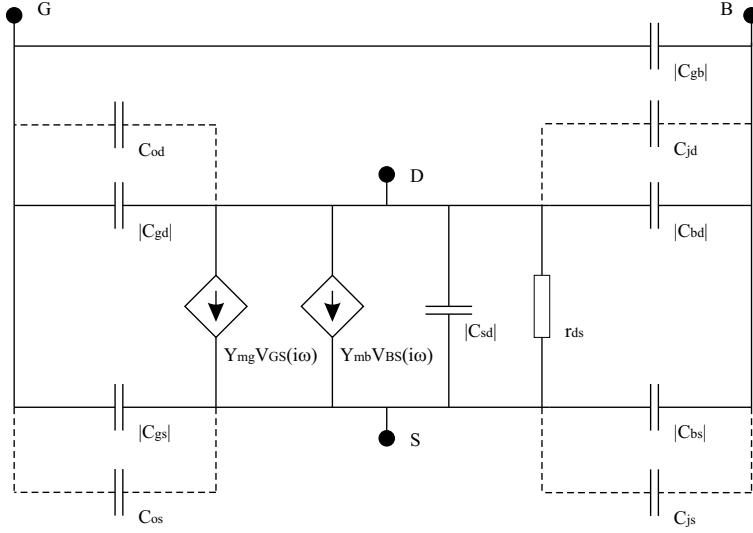 G
B
|Cgb|
Cod
Cjd
D
|Cgd|
|Cbd|
YmgVGS(iω)
YmbVBS(iω)
|Csd|
rds
|Cgs|
S
|Cbs|
Cos
Cjs